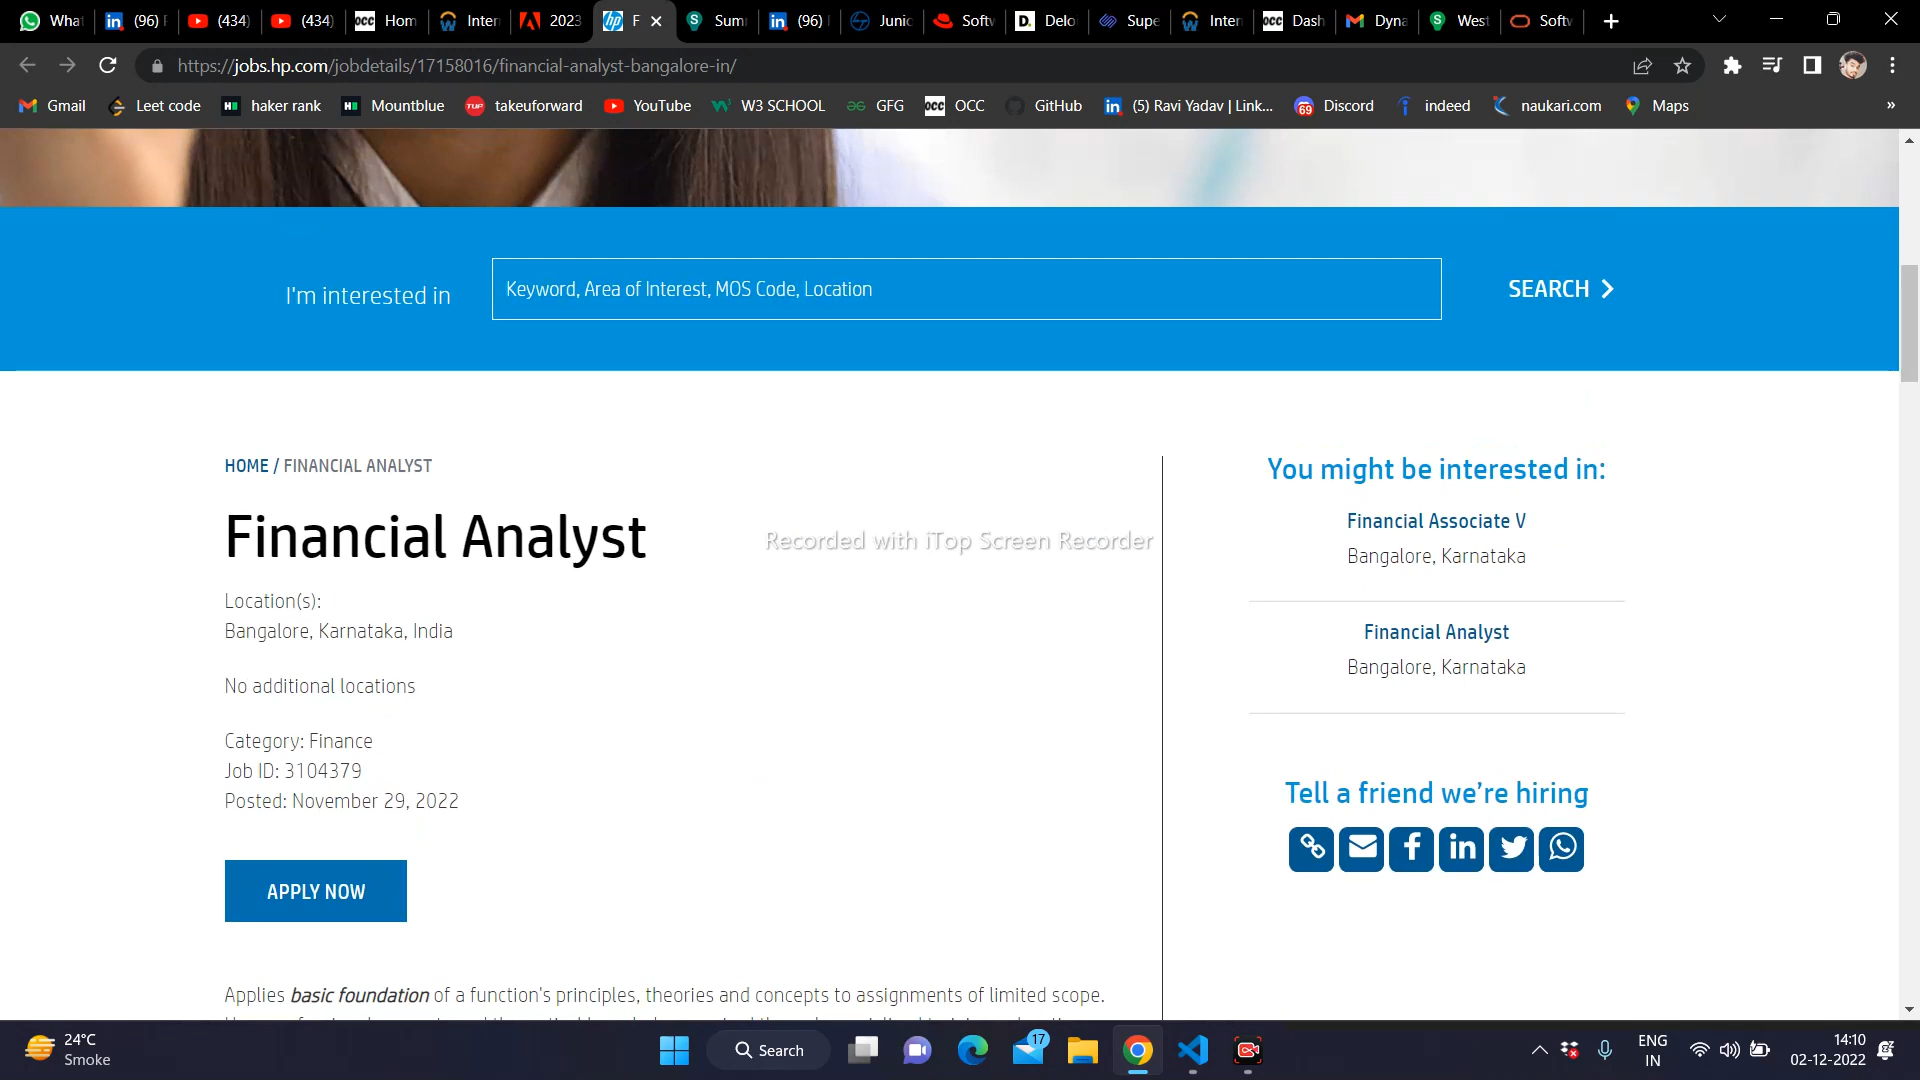 What
(96) F
(434)
(434)
OCC Hom
Inter
2023
F
Sum
(96)
Junio
Softw
D. Delo
Supe
Inter
OCC Dash
Dyna
West
Softw
https://jobs.hp.com/jobdetails/17158016/financial-analyst-bangalore-in/
Gmail
Leet code
haker rank
Mountblue
takeuforward
YouTube
W3 SCHOOL
GFG
OCC
GitHub
(5) Ravi Yadav | Link...
Discord
indeed
naukari.com
Maps
»
I'm interested in
Keyword, Area of Interest, MOS Code, Location
SEARCH
HOME / FINANCIAL ANALYST
Financial Analyst
Location(s):
Bangalore, Karnataka, India
No additional locations
Category: Finance
Job ID: 3104379
Posted: November 29, 2022
APPLY NOW
Applies basic foundation of a function's principles, theories and concepts to assignments of limited scope.
Recorded with iTop Screen Recorder
You might be interested in:
Financial Associate V
Bangalore, Karnataka
Financial Analyst
Bangalore, Karnataka
Tell a friend we’re hiring
24°C
Smoke
Search
17
ENG
IN
14:10
02-12-2022